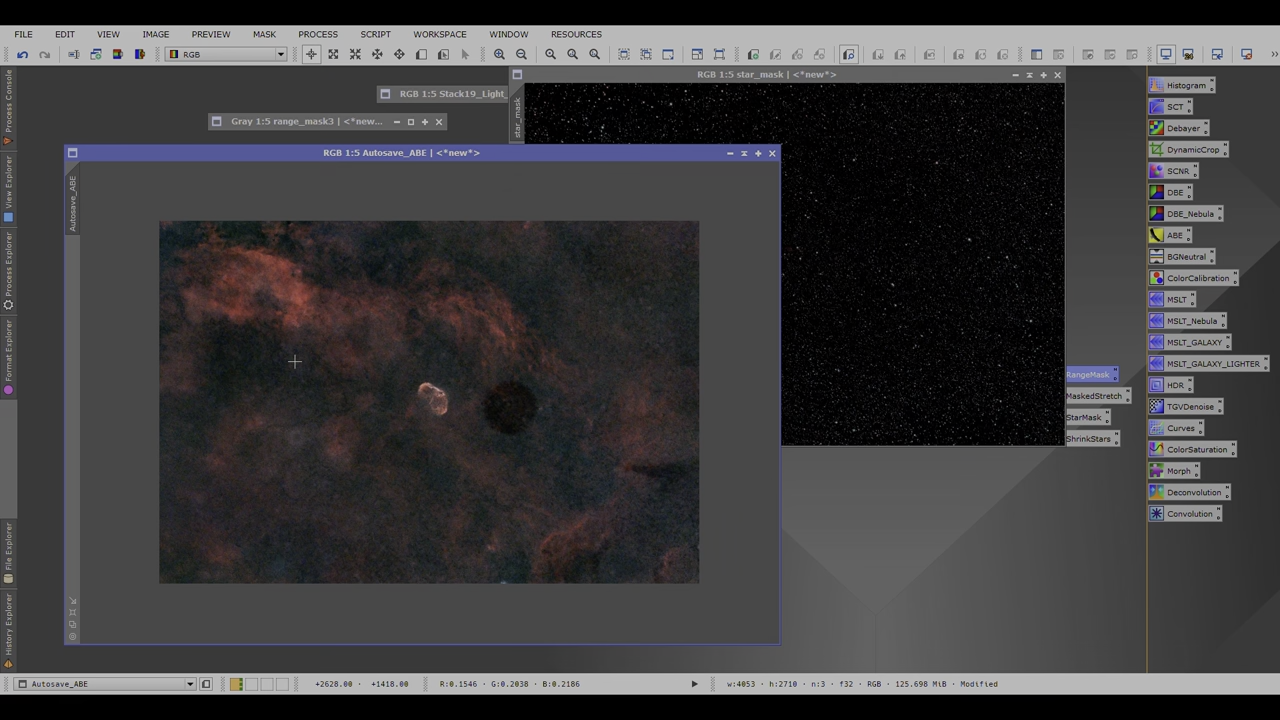 FILE EDIT VIEW IMAGE PREVIEW MASK PROCESS SCRIPT WORKSPACE WINDOW RESOURCES
RGB
Process Console
View Explorer
Process Explorer
Format Explorer
File Explorer
History Explorer
RGB 1:5 Stack19_Light_
Gray 1:5 range_mask3 | <*new...
RGB 1:5 star_mask | <*new*>
star_mask
RGB 1:5 Autosave_ABE | <*new*>
Autosave_ABE
RangeMask
MaskedStretch
StarMask
ShrinkStars
Histogram
SCT
Debayer
DynamicCrop
SCNR
DBE
DBE_Nebula
ABE
BGNeutral
ColorCalibration
MSLT
MSLT_Nebula
MSLT_GALAXY
MSLT_GALAXY_LIGHTER
HDR
TGVDenoise
Curves
ColorSaturation
Morph
Deconvolution
Convolution
Autosave_ABE
+2628.00 · +1418.00
R:0.1546 · G:0.2038 · B:0.2186
w:4053 · h:2710 · n:3 · f32 · RGB · 125.698 MiB · Modified